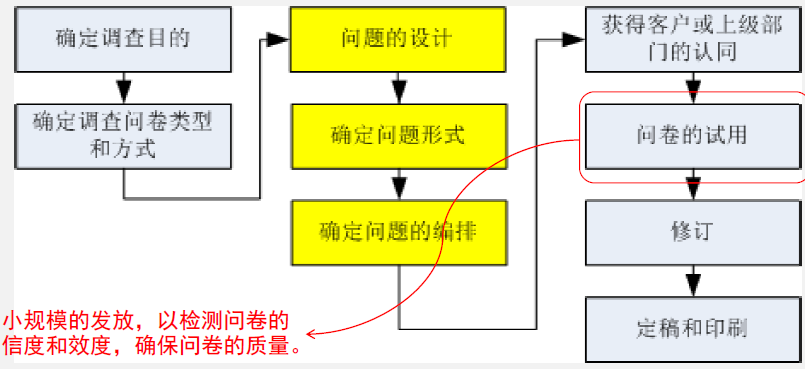 确定调查目的
确定调查问卷类型
和方式
问题的设计
确定问题形式
确定问题的编排
获得客户或上级部
门的认同
问卷的试用
修订
定稿和印刷
小规模的发放，以检测问卷的
信度和效度，确保问卷的质量。